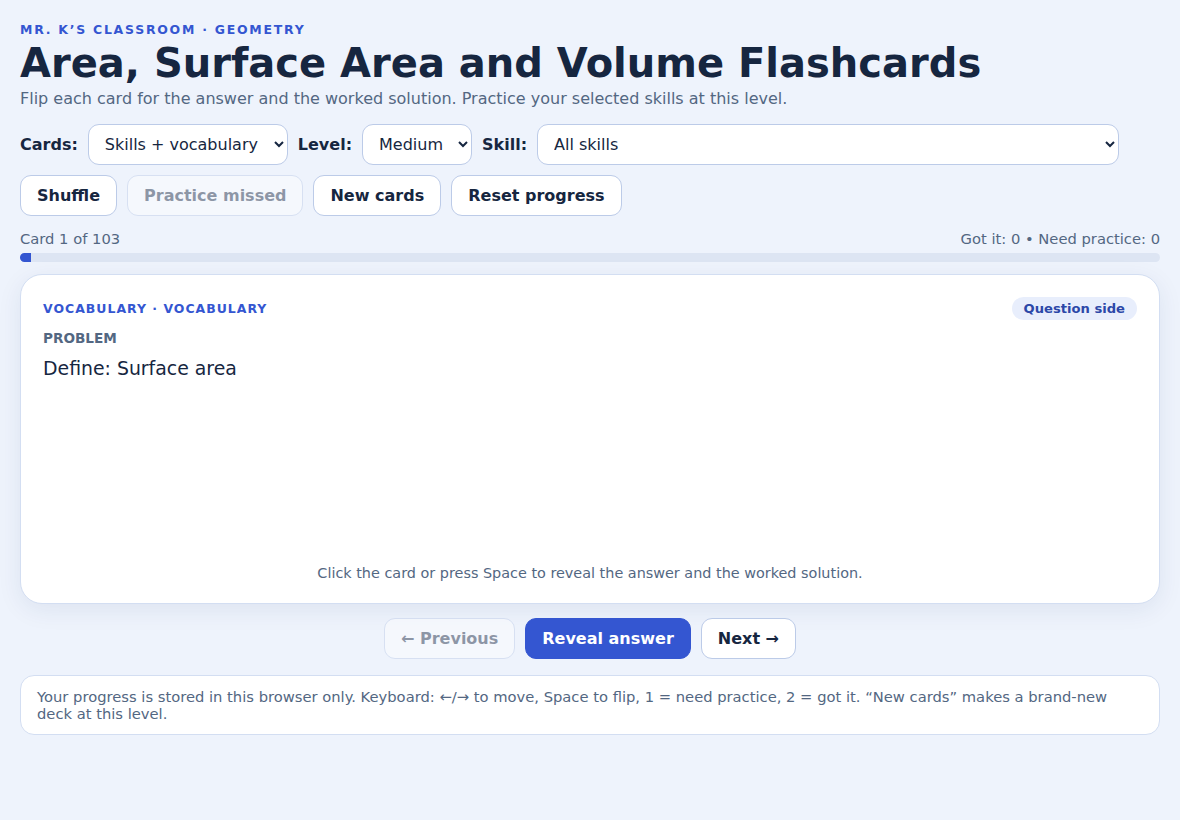 MR. K’S CLASSROOM · GEOMETRY
Area, Surface Area and Volume Flashcards
Flip each card for the answer and the worked solution. Practice your selected skills at this level.
Cards: Skills + vocabulary Level: Medium Skill: All skills
Shuffle Practice missed New cards Reset progress
Card 1 of 103 Got it: 0 • Need practice: 0
VOCABULARY · VOCABULARY Question side
PROBLEM
Define: Surface area
Click the card or press Space to reveal the answer and the worked solution.
← Previous Reveal answer Next →
Your progress is stored in this browser only. Keyboard: ←/→ to move, Space to flip, 1 = need practice, 2 = got it. “New cards” makes a brand-new
deck at this level.